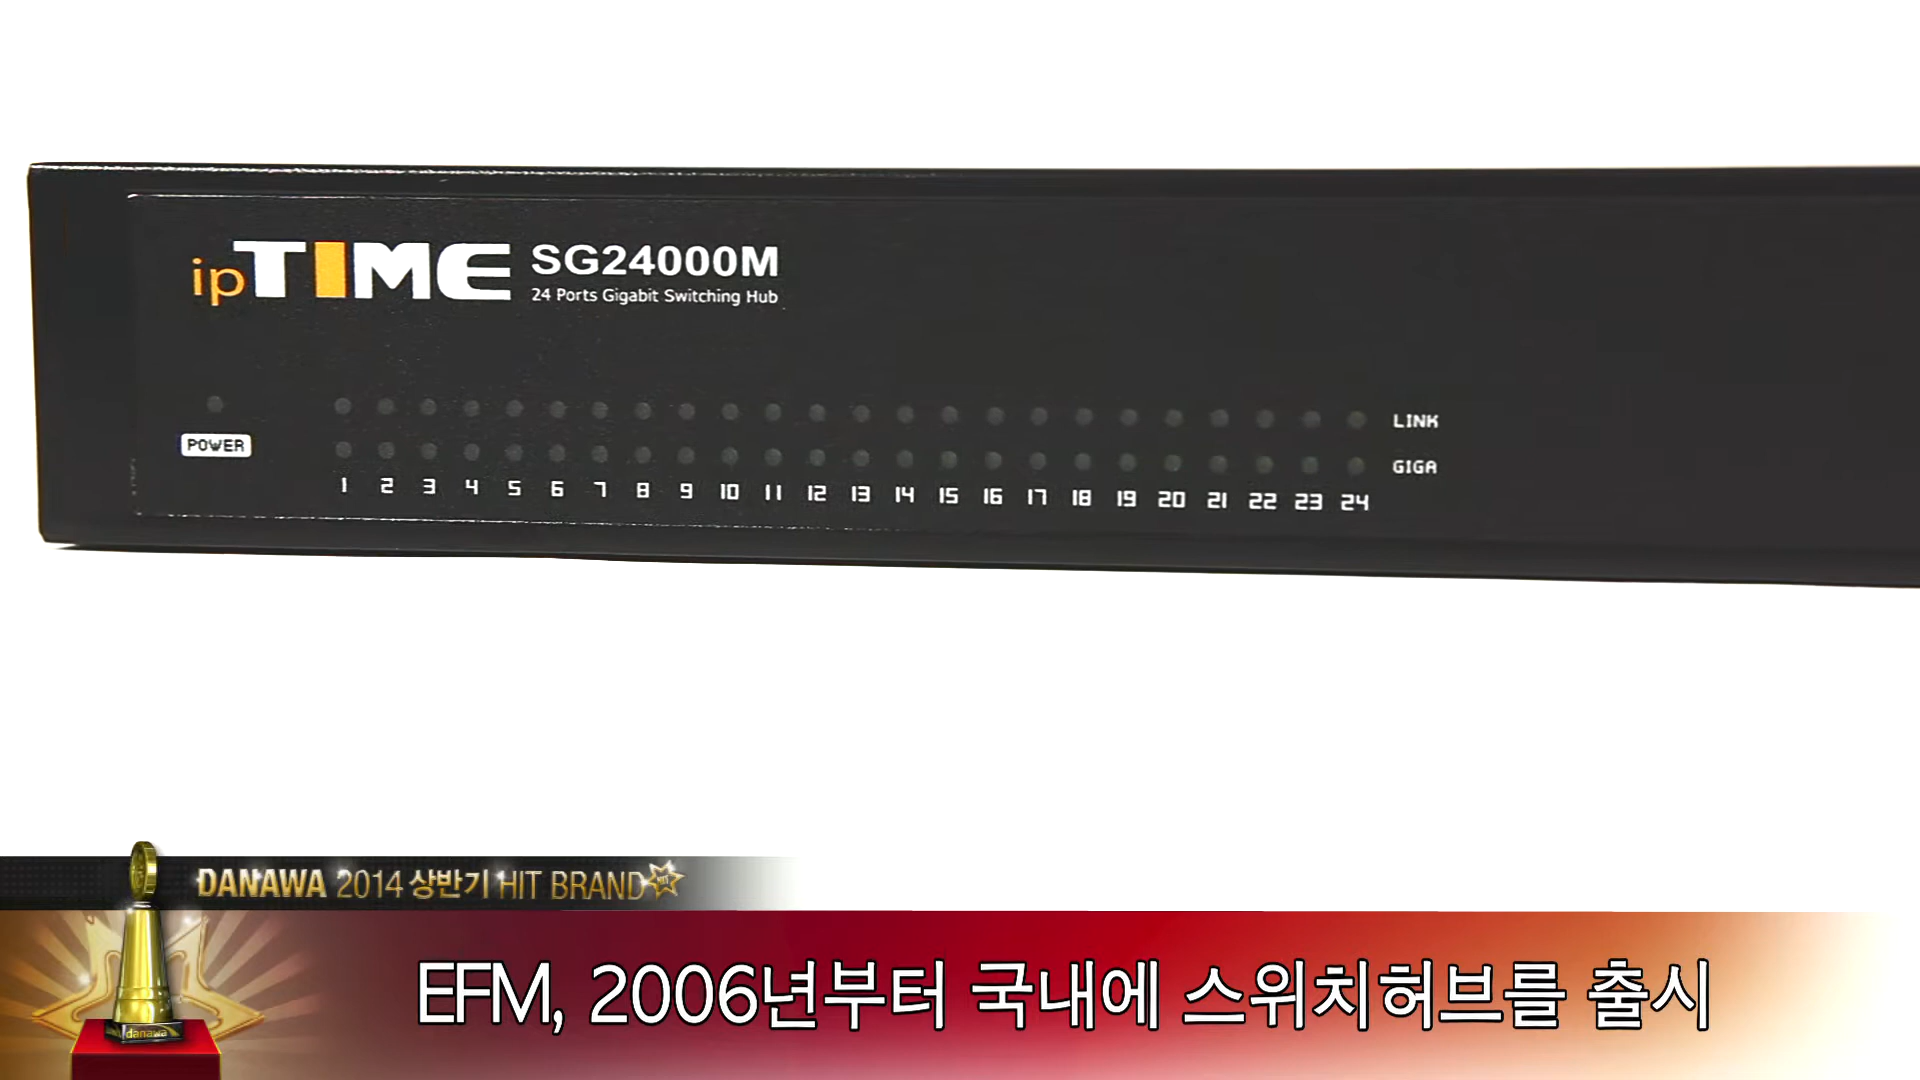 ipTIME SG24000M
24 Ports Gigabit Switching Hub
LINK
POWER
GIGA
1 2 3 4 5 6 7 8 9 10 11 12 13 14 15 16 17 18 19 20 21 22 23 24
DANAWA 2014 상반기 HIT BRAND
EFM, 2006년부터 국내에 스위치허브를 출시
danawa